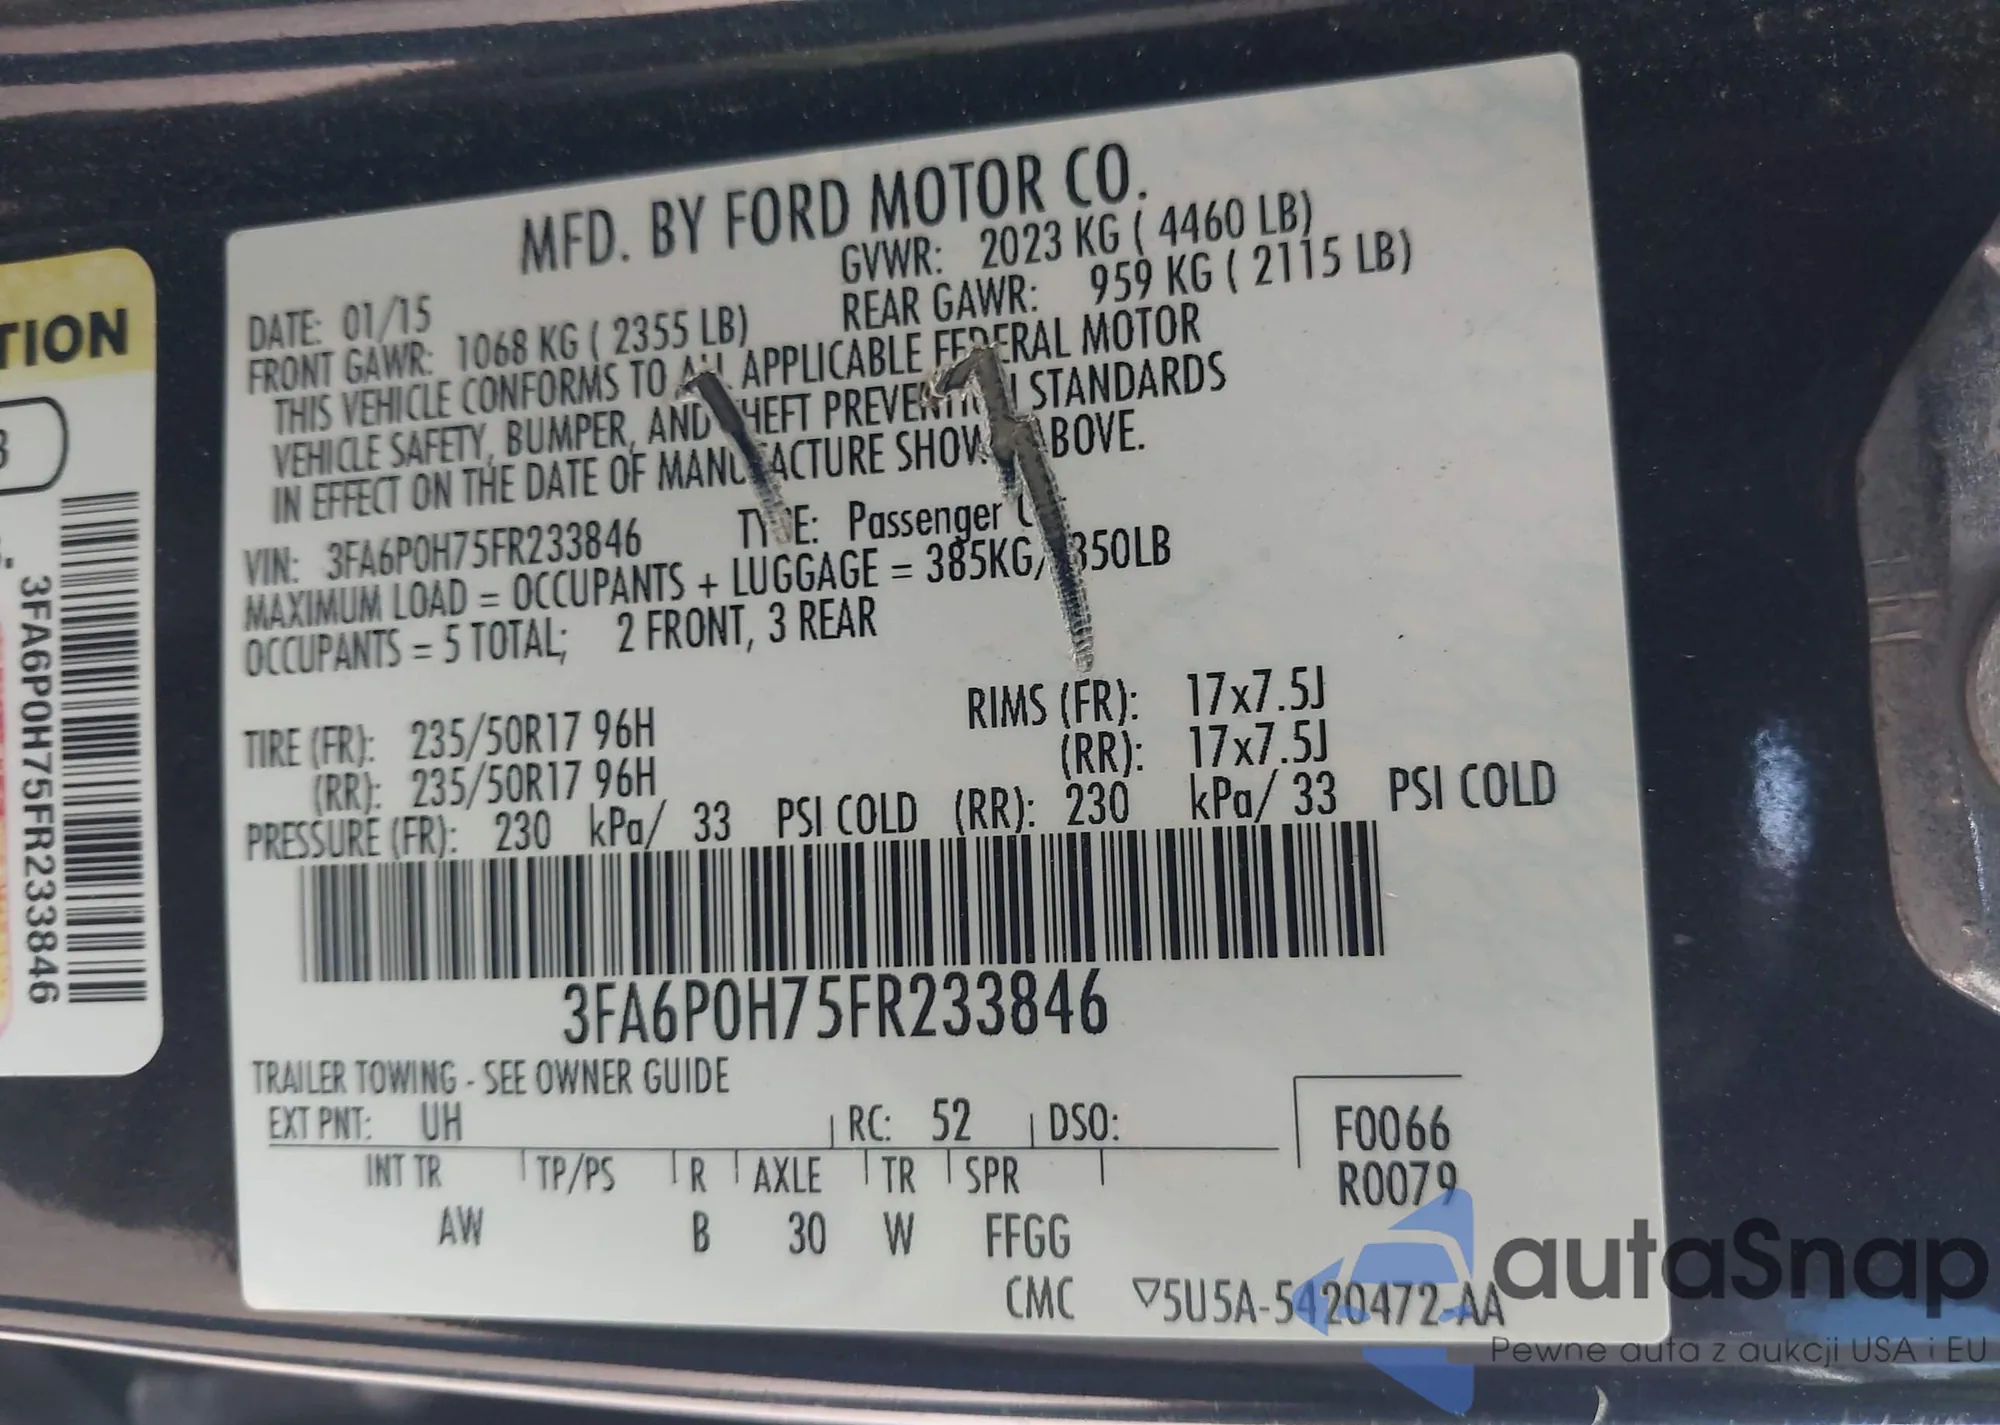 MFD. BY FORD MOTOR CO.
DATE: 01/15 GVWR: 2023 KG ( 4460 LB)
FRONT GAWR: 1068 KG ( 2355 LB) REAR GAWR: 959 KG ( 2115 LB)
THIS VEHICLE CONFORMS TO ALL APPLICABLE FEDERAL MOTOR
VEHICLE SAFETY, BUMPER, AND THEFT PREVENTION STANDARDS
IN EFFECT ON THE DATE OF MANUFACTURE SHOWN ABOVE.
VIN: 3FA6P0H75FR233846 TYPE: Passenger
MAXIMUM LOAD = OCCUPANTS + LUGGAGE = 385KG/ 850LB
OCCUPANTS = 5 TOTAL; 2 FRONT, 3 REAR
TIRE (FR): 235/50R17 96H RIMS (FR): 17x7.5J
(RR): 235/50R17 96H (RR): 17x7.5J
PRESSURE (FR): 230 kPa/ 33 PSI COLD (RR): 230 kPa/ 33 PSI COLD
3FA6P0H75FR233846
TRAILER TOWING - SEE OWNER GUIDE
EXT PNT: UH RC: 52 DSO:
F0066
R0079
INT TR TP/PS R AXLE TR SPR
AW B 30 W FFGG
CMC ▽5U5A-5420472-AA
TION
3FA6P0H75FR233846
autaSnap
Pewne auta z aukcji USA i EU